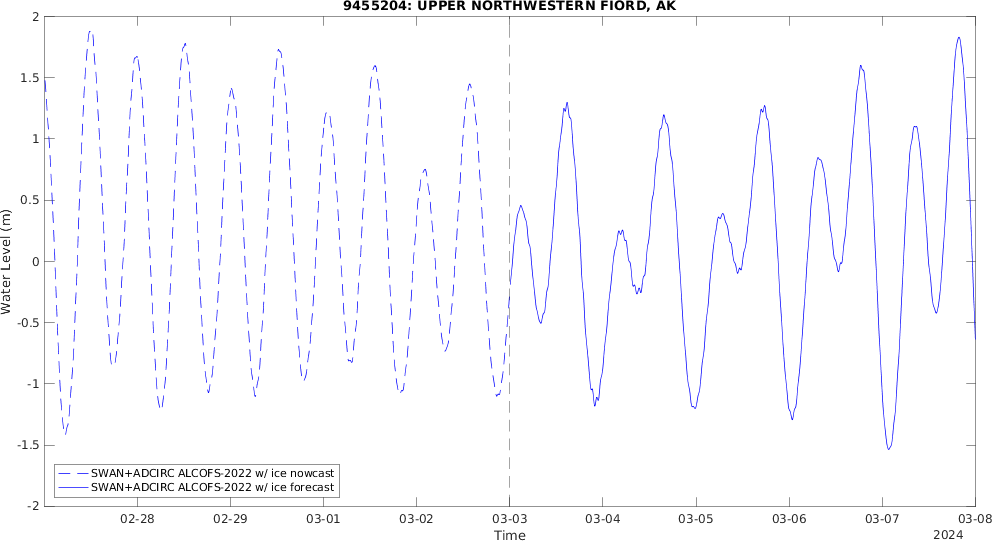 9455204: UPPER NORTHWESTERN FIORD, AK
Water Level (m)
2
1.5
1
0.5
0
-0.5
-1
-1.5
-2
SWAN+ADCIRC ALCOFS-2022 w/ ice nowcast
SWAN+ADCIRC ALCOFS-2022 w/ ice forecast
02-28 02-29 03-01 03-02 03-03 03-04 03-05 03-06 03-07 03-08
Time
2024